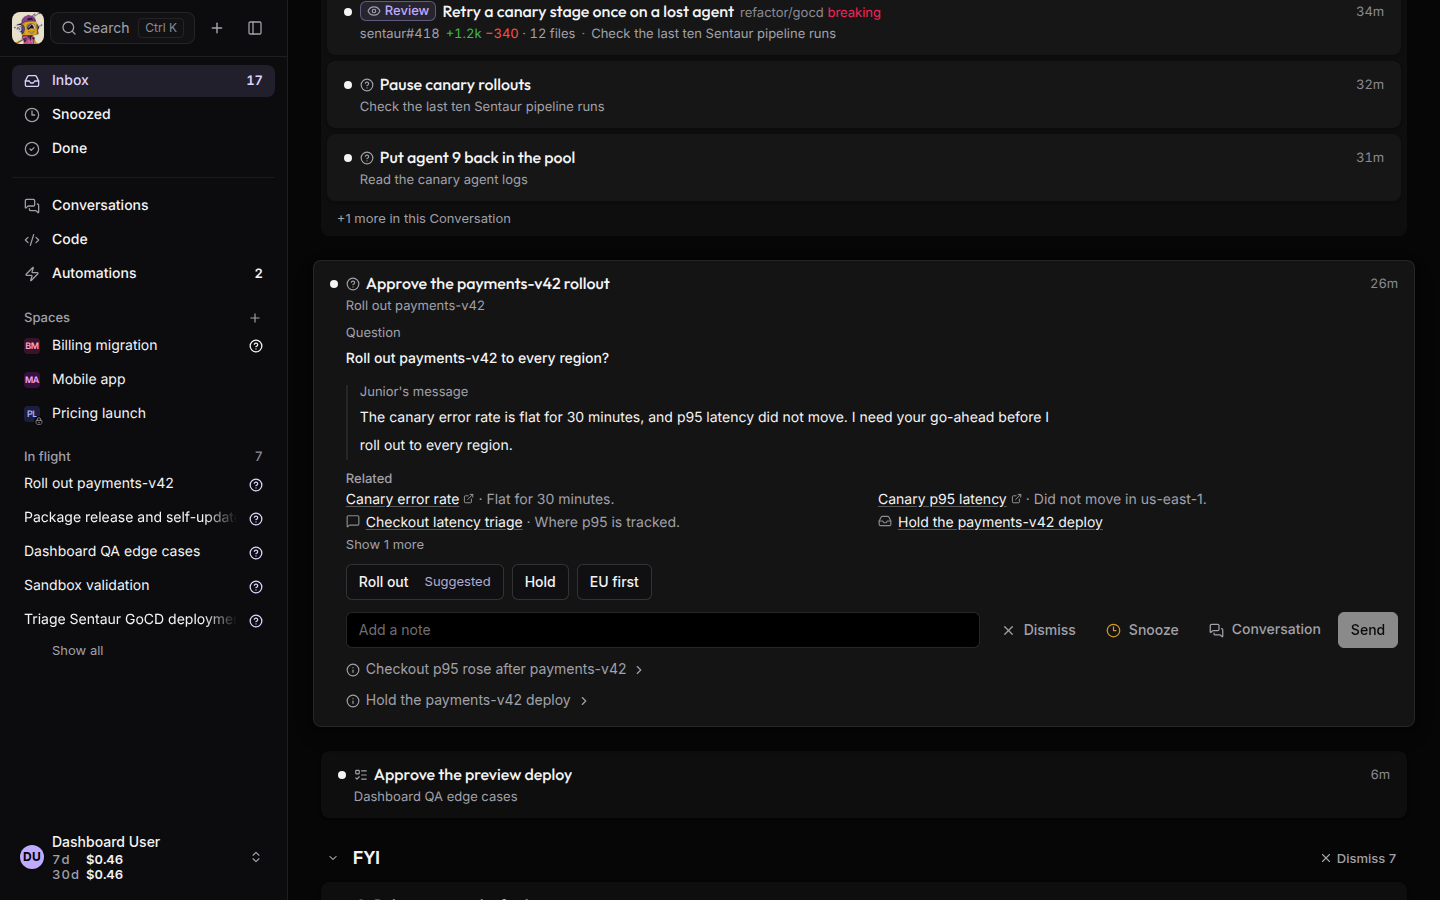 Search Ctrl K
Inbox 17
Snoozed
Done
Conversations
Code
Automations 2
Spaces
BM Billing migration
MA Mobile app
PL Pricing launch
In flight 7
Roll out payments-v42
Package release and self-updat
Dashboard QA edge cases
Sandbox validation
Triage Sentaur GoCD deployme
Show all
DU Dashboard User
7d $0.46
30d $0.46
Review Retry a canary stage once on a lost agent refactor/gocd breaking 34m
sentaur#418 +1.2k −340 · 12 files · Check the last ten Sentaur pipeline runs
Pause canary rollouts 32m
Check the last ten Sentaur pipeline runs
Put agent 9 back in the pool 31m
Read the canary agent logs
+1 more in this Conversation
Approve the payments-v42 rollout 26m
Roll out payments-v42
Question
Roll out payments-v42 to every region?
Junior's message
The canary error rate is flat for 30 minutes, and p95 latency did not move. I need your go-ahead before I
roll out to every region.
Related
Canary error rate · Flat for 30 minutes. Canary p95 latency · Did not move in us-east-1.
Checkout latency triage · Where p95 is tracked. Hold the payments-v42 deploy
Show 1 more
Roll out Suggested Hold EU first
Add a note Dismiss Snooze Conversation Send
Checkout p95 rose after payments-v42
Hold the payments-v42 deploy
Approve the preview deploy 6m
Dashboard QA edge cases
FYI Dismiss 7